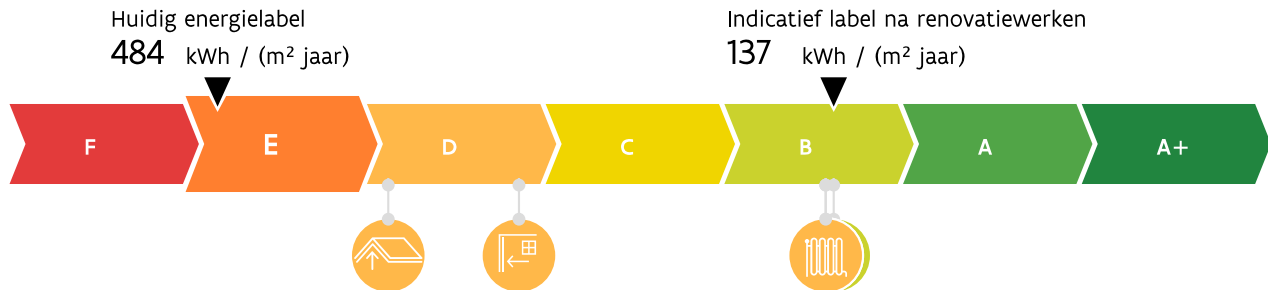 Huidig energielabel
484 kWh / (m² jaar)
Indicatief label na renovatiewerken
137 kWh / (m² jaar)
F E D C B A A+